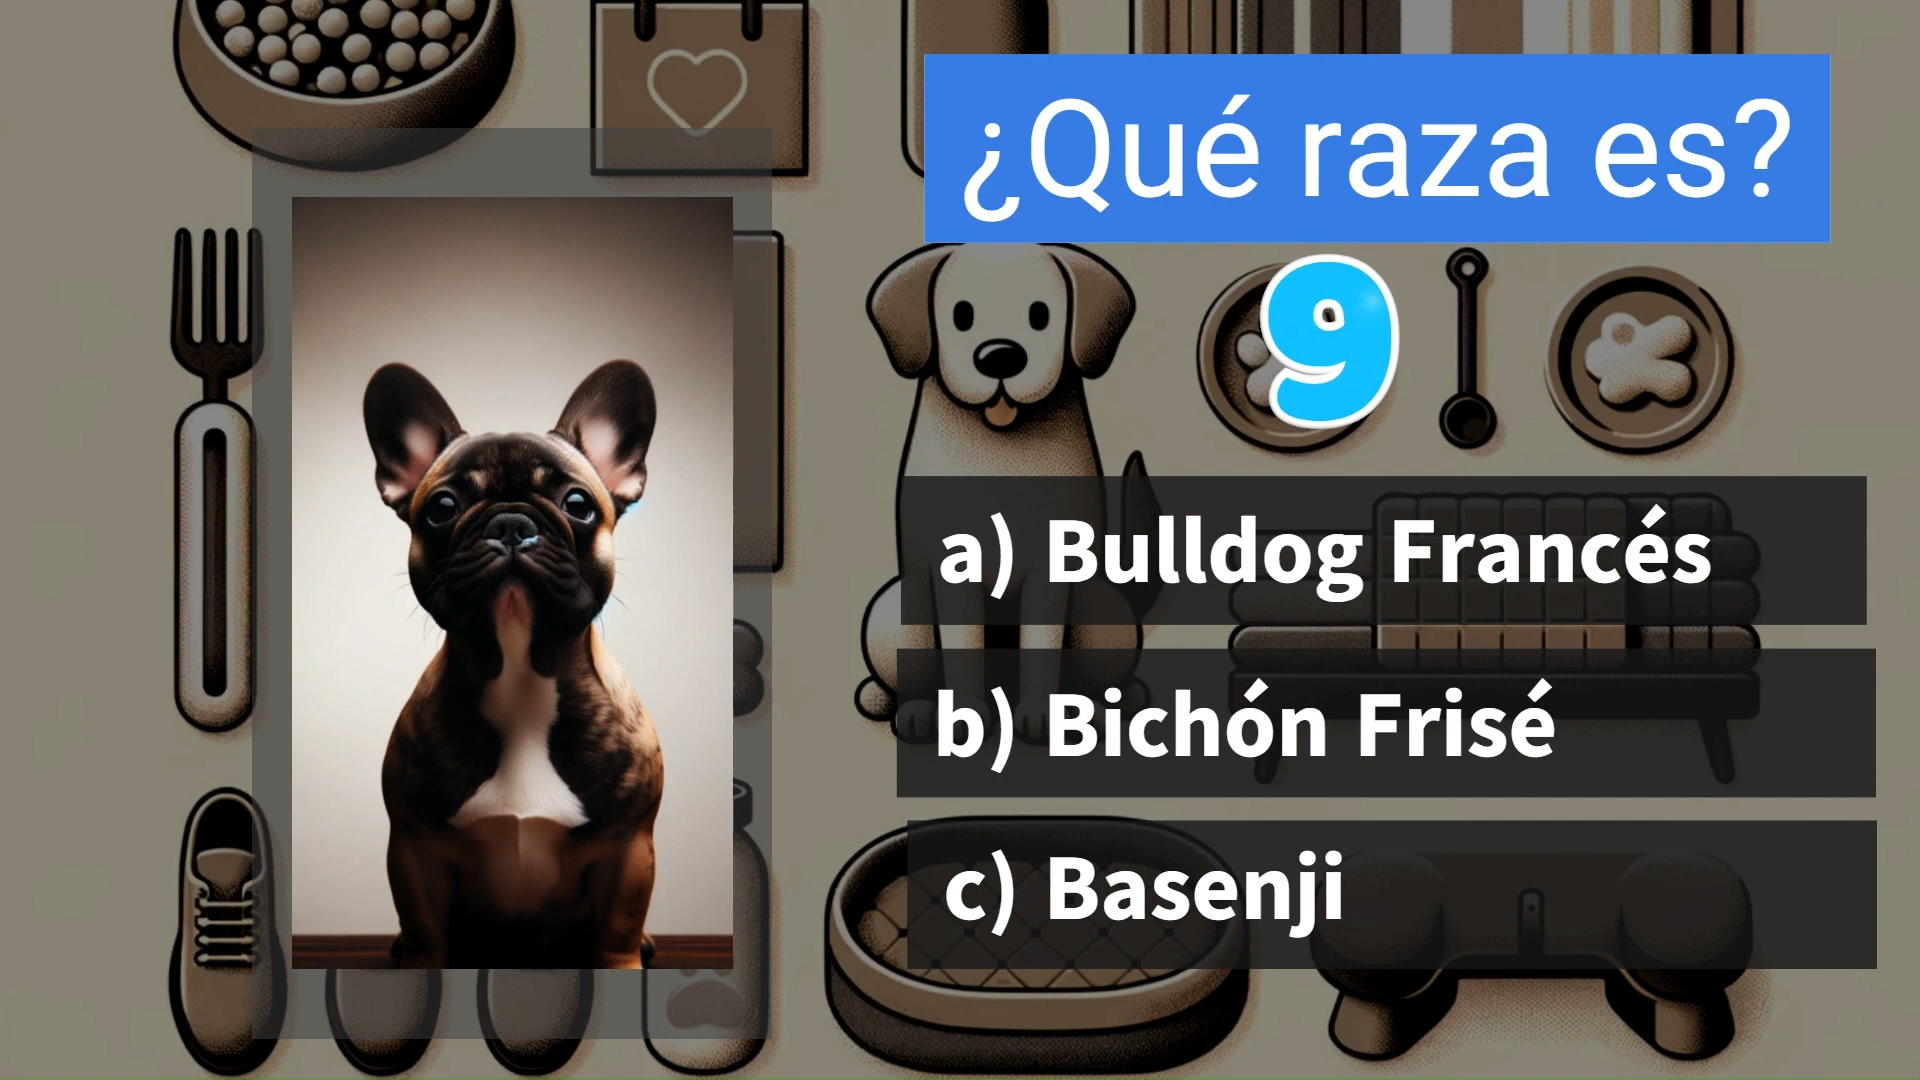 ¿Qué raza es?
9
a) Bulldog Francés
b) Bichón Frisé
c) Basenji